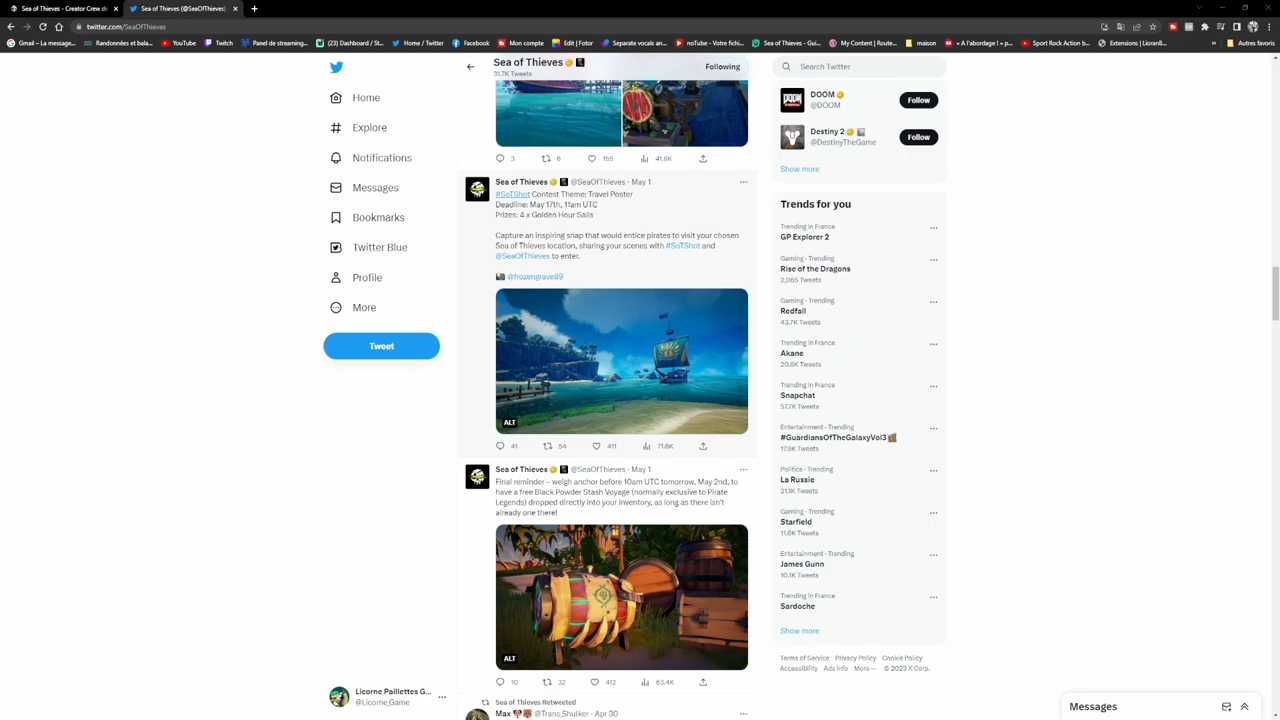 Sea of Thieves - Creator Crew de
Sea of Thieves (@SeaOfThieves)
twitter.com/SeaOfThieves
Gmail – La message...
Randonnées et bala...
YouTube
Twitch
Panel de streaming...
(23) Dashboard / St...
Home / Twitter
Facebook
Mon compte
Edit | Fotor
Separate vocals an...
noTube - Votre fichi...
Sea of Thieves - Gui...
My Content | Route...
maison
« A l'abordage ! » p...
Sport Rock Action b...
Extensions | Lioran8...
Autres favoris
Sea of Thieves
31.7K Tweets
Following
Home
Explore
Notifications
Messages
Bookmarks
Twitter Blue
Profile
More
Tweet
Licorne Paillettes G...
@Licorne_Game
3 6 155 41.8K
Sea of Thieves @SeaOfThieves · May 1
#SoTShot Contest Theme: Travel Poster
Deadline: May 17th, 11am UTC
Prizes: 4 x Golden Hour Sails
Capture an inspiring snap that would entice pirates to visit your chosen
Sea of Thieves location, sharing your scenes with #SoTShot and
@SeaOfThieves to enter.
@frozengrave89
ALT
41 54 411 71.6K
Sea of Thieves @SeaOfThieves · May 1
Final reminder – weigh anchor before 10am UTC tomorrow, May 2nd, to
have a free Black Powder Stash Voyage (normally exclusive to Pirate
Legends) dropped directly into your inventory, as long as there isn't
already one there!
ALT
10 32 412 63.4K
Sea of Thieves Retweeted
Max @Trans_Shulker · Apr 30
Search Twitter
DOOM
@DOOM
Follow
Destiny 2
@DestinyTheGame
Follow
Show more
Trends for you
Trending in France
GP Explorer 2
Gaming · Trending
Rise of the Dragons
2,065 Tweets
Gaming · Trending
Redfall
43.7K Tweets
Trending in France
Akane
20.6K Tweets
Trending in France
Snapchat
57.7K Tweets
Entertainment · Trending
#GuardiansOfTheGalaxyVol3
17.9K Tweets
Politics · Trending
La Russie
21.1K Tweets
Gaming · Trending
Starfield
11.6K Tweets
Entertainment · Trending
James Gunn
10.1K Tweets
Trending in France
Sardoche
Show more
Terms of Service Privacy Policy Cookie Policy
Accessibility Ads info More ··· © 2023 X Corp.
Messages